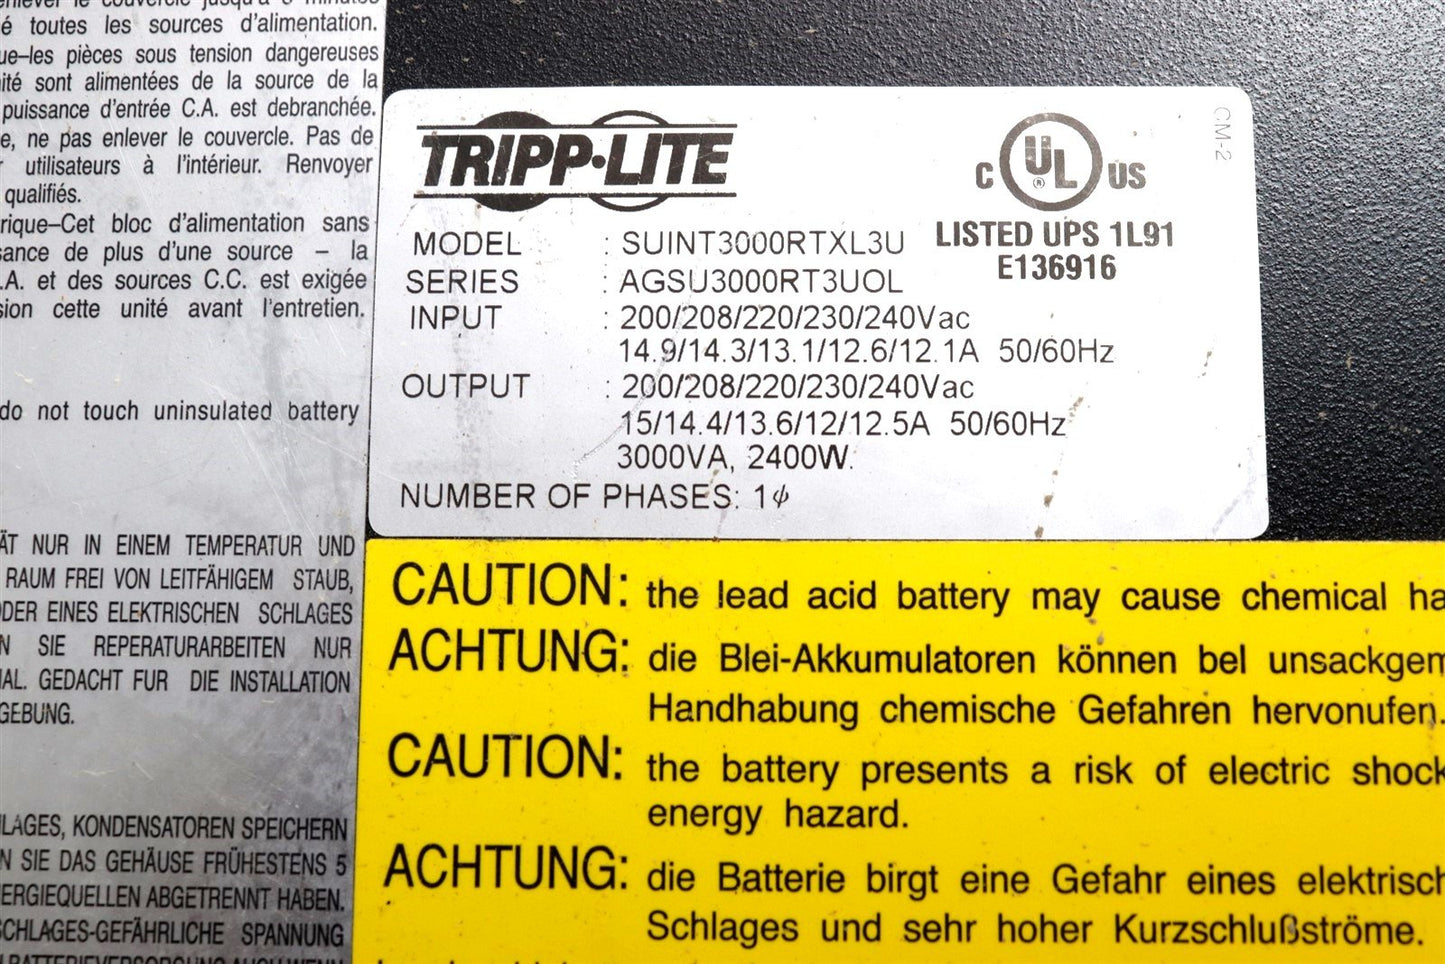 enlever le couvercle jusqu'à 5 minutes
é toutes les sources d'alimentation.
ue–les pièces sous tension dangereuses
ité sont alimentées de la source de la
puissance d'entrée C.A. est debranchée.
e, ne pas enlever le couvercle. Pas de
r utilisateurs à l'intérieur. Renvoyer
qualifiés.
rique–Cet bloc d'alimentation sans
sance de plus d'une source – la
.A. et des sources C.C. est exigée
sion cette unité avant l'entretien.
do not touch uninsulated battery
ÄT NUR IN EINEM TEMPERATUR UND
RAUM FREI VON LEITFÄHIGEM STAUB,
ODER EINES ELEKTRISCHEN SCHLAGES
N SIE REPERATURARBEITEN NUR
NAL. GEDACHT FUR DIE INSTALLATION
GEBUNG.
LAGES, KONDENSATOREN SPEICHERN
N SIE DAS GEHÄUSE FRÜHESTENS 5
ERGIEQUELLEN ABGETRENNT HABEN.
SCHLAGES-GEFÄHRLICHE SPANNUNG
BATTERIEVERSORGUNG AUCH WENN
TRIPP·LITE
C UL ® US
CM-2
LISTED UPS 1L91
E136916
MODEL : SUINT3000RTXL3U
SERIES : AGSU3000RT3UOL
INPUT : 200/208/220/230/240Vac
14.9/14.3/13.1/12.6/12.1A 50/60Hz
OUTPUT : 200/208/220/230/240Vac
15/14.4/13.6/12/12.5A 50/60Hz
3000VA, 2400W.
NUMBER OF PHASES: 1ϕ
CAUTION: the lead acid battery may cause chemical ha
ACHTUNG: die Blei-Akkumulatoren können bel unsackgem
Handhabung chemische Gefahren hervonufen.
CAUTION: the battery presents a risk of electric shock
energy hazard.
ACHTUNG: die Batterie birgt eine Gefahr eines elektrisch
Schlages und sehr hoher Kurzschlußströme.